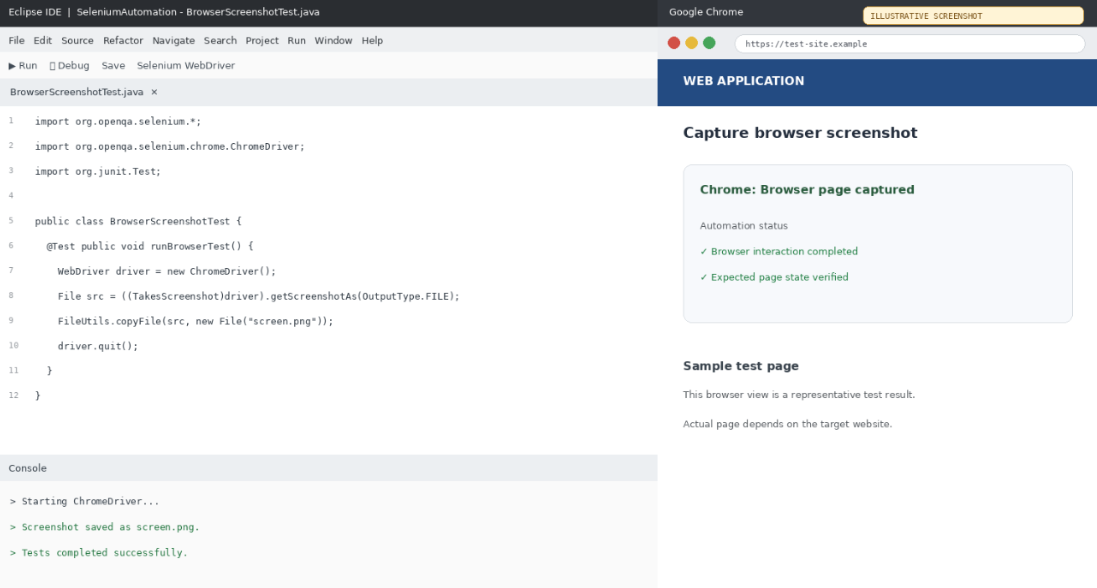 Eclipse IDE | SeleniumAutomation - BrowserScreenshotTest.java
File Edit Source Refactor Navigate Search Project Run Window Help
▶ Run Debug Save Selenium WebDriver
BrowserScreenshotTest.java ✕
1 import org.openqa.selenium.*;
2 import org.openqa.selenium.chrome.ChromeDriver;
3 import org.junit.Test;
4
5 public class BrowserScreenshotTest {
6 @Test public void runBrowserTest() {
7 WebDriver driver = new ChromeDriver();
8 File src = ((TakesScreenshot)driver).getScreenshotAs(OutputType.FILE);
9 FileUtils.copyFile(src, new File("screen.png"));
10 driver.quit();
11 }
12 }
Console
> Starting ChromeDriver...
> Screenshot saved as screen.png.
> Tests completed successfully.
Google Chrome
ILLUSTRATIVE SCREENSHOT
https://test-site.example
WEB APPLICATION
Capture browser screenshot
Chrome: Browser page captured
Automation status
✓ Browser interaction completed
✓ Expected page state verified
Sample test page
This browser view is a representative test result.
Actual page depends on the target website.